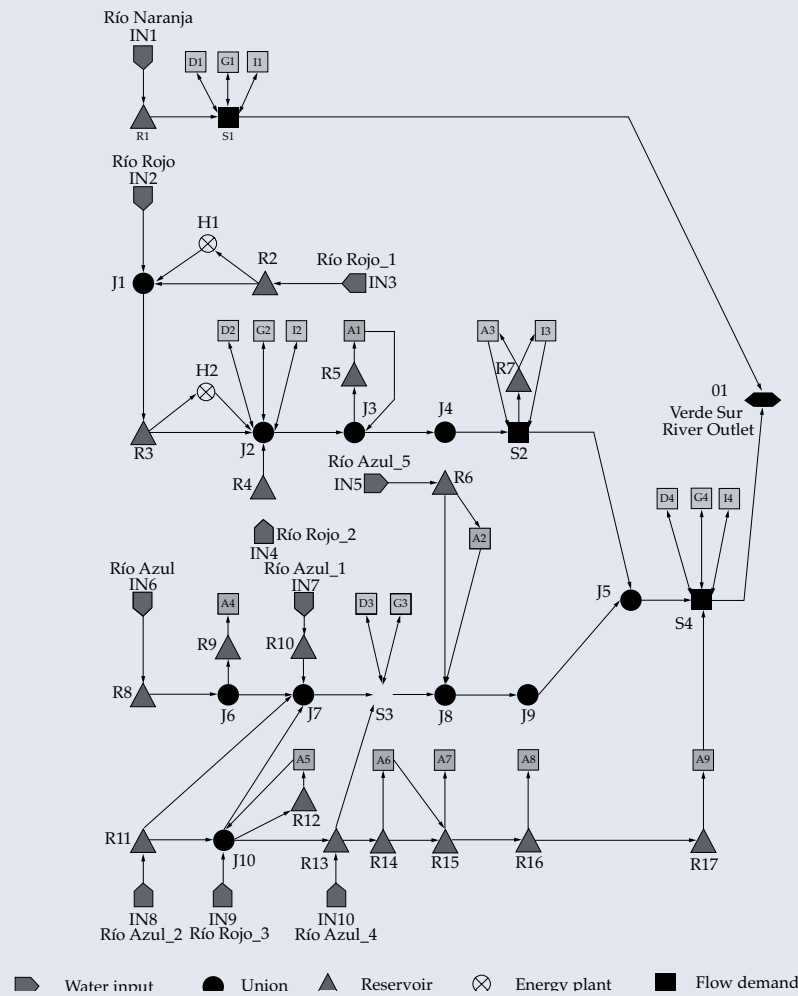 Río Naranja
IN1
D1 G1 I1
R1 S1
Río Rojo
IN2
H1
R2 Río Rojo_1
J1 IN3
D2 G2 I2 A1 A3 I3
H2 R5 R7
J3 J4
01
Verde Sur
River Outlet
R3 J2 S2
Río Azul_5
R4 IN5 R6
D4 G4 I4
Río Rojo_2
IN4
A2
Río Azul Río Azul_1
IN6 IN7
A4 D3 G3
J5
S4
R9 R10
R8
J6 J7 S3 J8 J9
A5 A6 A7 A8 A9
R12
R11
J10 R13 R14 R15 R16 R17
IN8 IN9 IN10
Río Azul_2 Río Rojo_3 Río Azul_4
Water input Union Reservoir Energy plant Flow demand